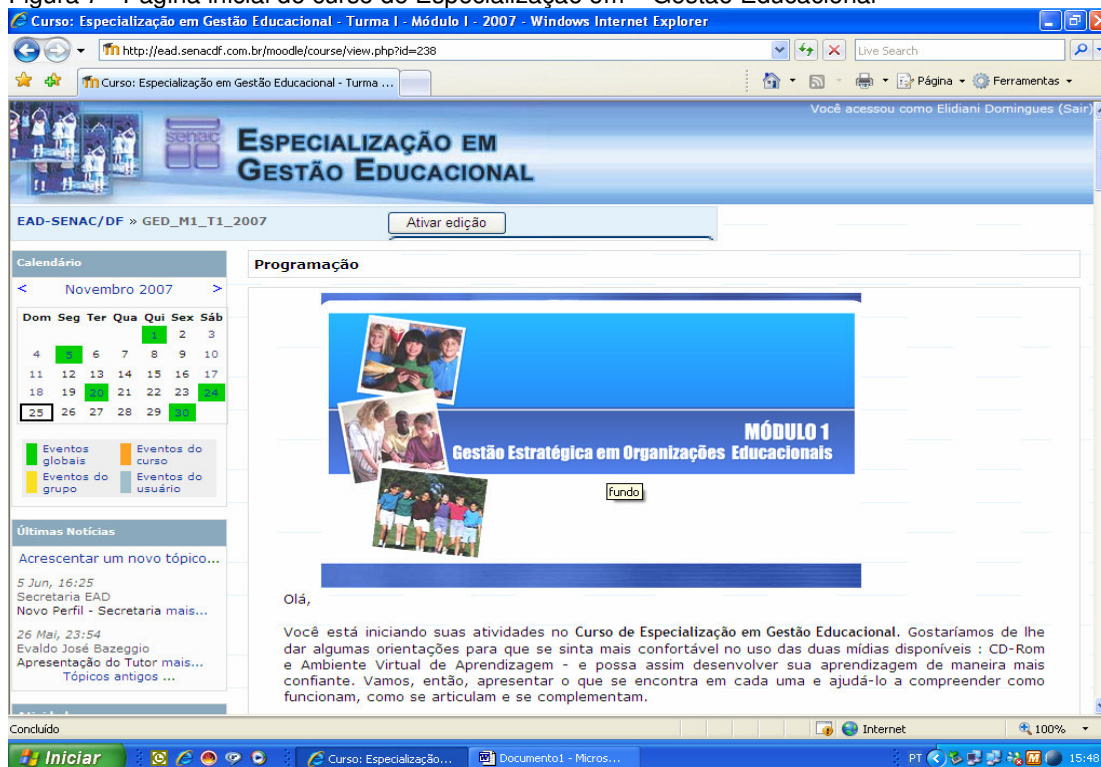 Figura 7 - Página inicial do curso de Especialização em Gestão Educacional
Curso: Especialização em Gestão Educacional - Turma I - Módulo I - 2007 - Windows Internet Explorer
http://ead.senacdf.com.br/moodle/course/view.php?id=238
Live Search
Curso: Especialização em Gestão Educacional - Turma ...
Página
Ferramentas
Você acessou como Elidiani Domingues (Sair)
senac
ESPECIALIZAÇÃO EM
GESTÃO EDUCACIONAL
EAD-SENAC/DF » GED_M1_T1_2007
Ativar edição
Calendário
< Novembro 2007 >
Dom Seg Ter Qua Qui Sex Sáb
1 2 3
4 5 6 7 8 9 10
11 12 13 14 15 16 17
18 19 20 21 22 23 24
25 26 27 28 29 30
Eventos globais
Eventos do curso
Eventos do grupo
Eventos do usuário
Últimas Notícias
Acrescentar um novo tópico...
5 Jun, 16:25
Secretaria EAD
Novo Perfil - Secretaria mais...
26 Mai, 23:54
Evaldo José Bazeggio
Apresentação do Tutor mais...
Tópicos antigos ...
Programação
MÓDULO 1
Gestão Estratégica em Organizações Educacionais
fundo
Olá,
Você está iniciando suas atividades no Curso de Especialização em Gestão Educacional. Gostaríamos de lhe
dar algumas orientações para que se sinta mais confortável no uso das duas mídias disponíveis : CD-Rom
e Ambiente Virtual de Aprendizagem - e possa assim desenvolver sua aprendizagem de maneira mais
confiante. Vamos, então, apresentar o que se encontra em cada uma e ajudá-lo a compreender como
funcionam, como se articulam e se complementam.
Concluído
Internet
100%
Iniciar
Curso: Especialização...
Documento1 - Micros...
PT
15:48